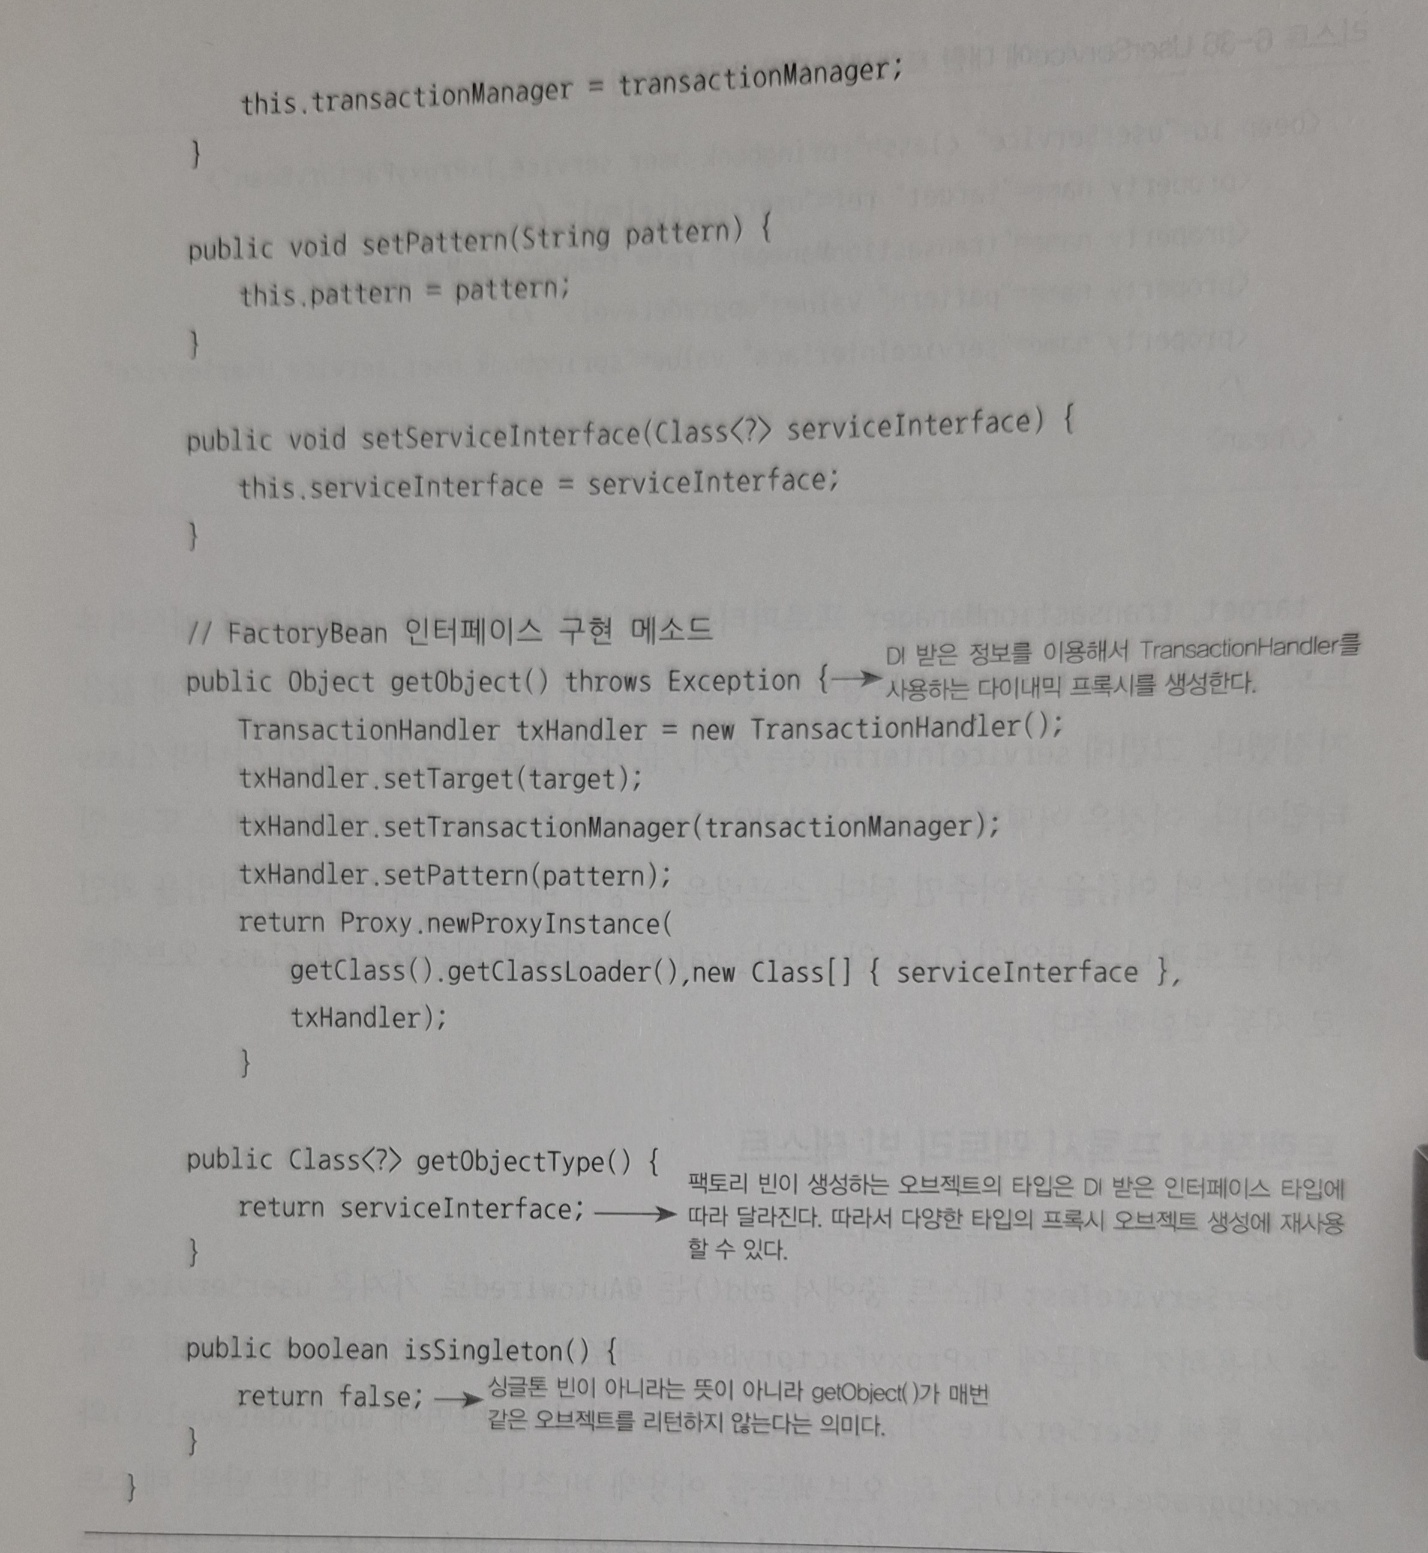 this.transactionManager = transactionManager;
}
public void setPattern(String pattern) {
this.pattern = pattern;
}
public void setServiceInterface(Class<?> serviceInterface) {
this.serviceInterface = serviceInterface;
}
// FactoryBean 인터페이스 구현 메소드
public Object getObject() throws Exception {
DI 받은 정보를 이용해서 TransactionHandler를
사용하는 다이내믹 프록시를 생성한다.
TransactionHandler txHandler = new TransactionHandler();
txHandler.setTarget(target);
txHandler.setTransactionManager(transactionManager);
txHandler.setPattern(pattern);
return Proxy.newProxyInstance(
getClass().getClassLoader(),new Class[] { serviceInterface },
txHandler);
}
public Class<?> getObjectType() {
return serviceInterface;
팩토리 빈이 생성하는 오브젝트의 타입은 DI 받은 인터페이스 타입에
따라 달라진다. 따라서 다양한 타입의 프록시 오브젝트 생성에 재사용
할 수 있다.
}
public boolean isSingleton() {
return false;
싱글톤 빈이 아니라는 뜻이 아니라 getObject()가 매번
같은 오브젝트를 리턴하지 않는다는 의미다.
}
}